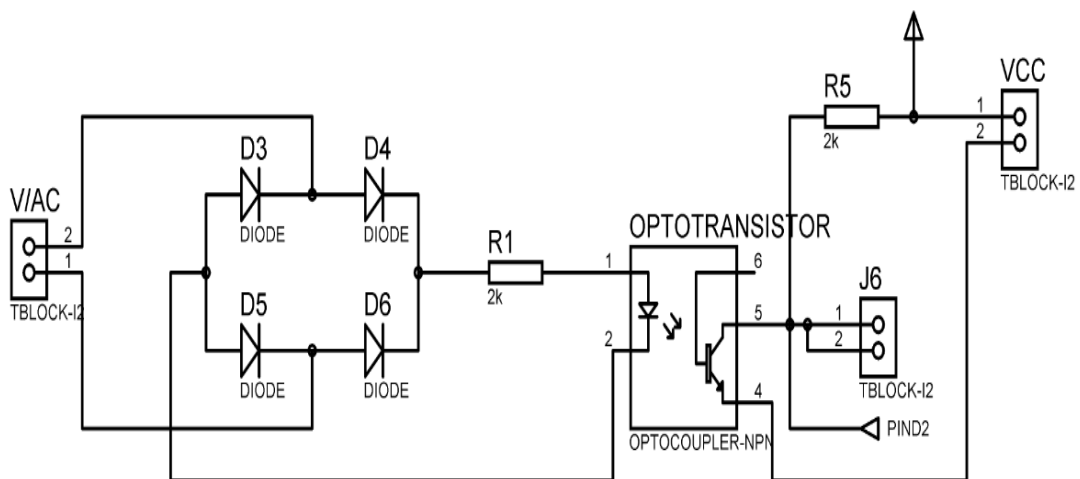 VCC
R5
1
2k
2
TBLOCK-I2
D3
D4
V/AC
DIODE
DIODE
OPTOTRANSISTOR
2
R1
1
6
1
2k
J6
TBLOCK-I2
D5
D6
5
1
2
2
DIODE
DIODE
4
TBLOCK-I2
PIND2
OPTOCOUPLER-NPN